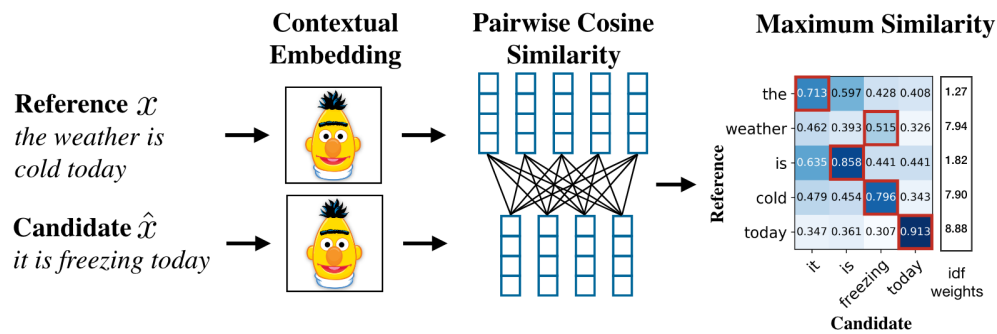 Contextual
Embedding
Pairwise Cosine
Similarity
Maximum Similarity
Reference x
the weather is
cold today
Candidate x̂
it is freezing today
Reference
the 0.713 0.597 0.428 0.408 1.27
weather 0.462 0.393 0.515 0.326 7.94
is 0.635 0.858 0.441 0.441 1.82
cold 0.479 0.454 0.796 0.343 7.90
today 0.347 0.361 0.307 0.913 8.88
it is freezing today
idf
weights
Candidate